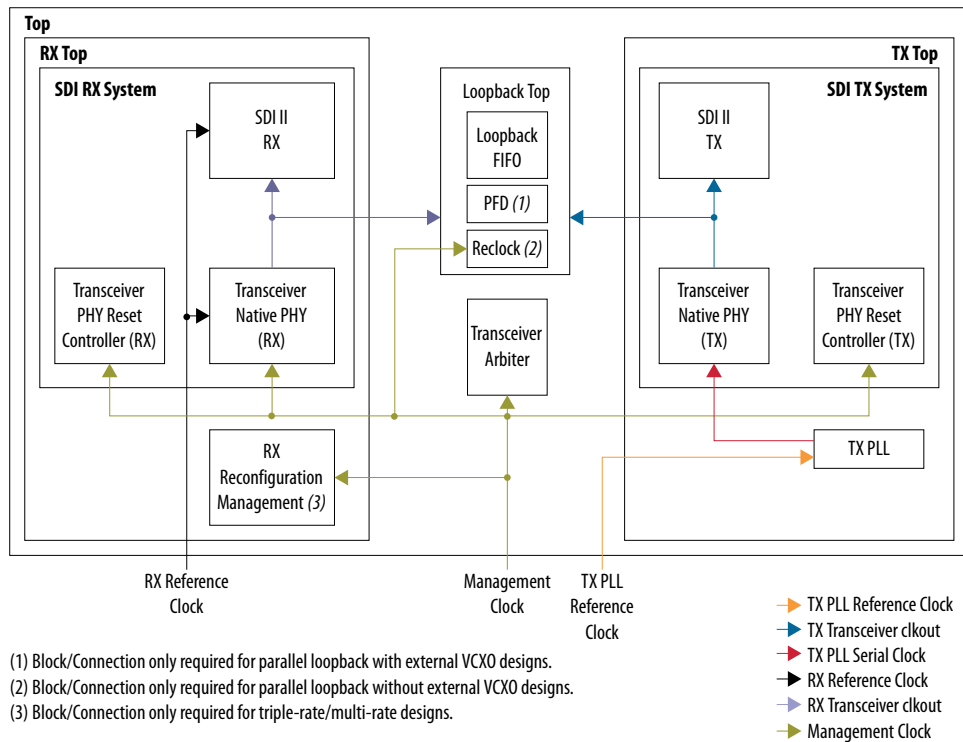 Top
RX Top
SDI RX System
SDI II
RX
Transceiver
PHY Reset
Controller (RX)
Transceiver
Native PHY
(RX)
RX
Reconfiguration
Management (3)
Loopback Top
Loopback
FIFO
PFD (1)
Reclock (2)
Transceiver
Arbiter
TX Top
SDI TX System
SDI II
TX
Transceiver
Native PHY
(TX)
Transceiver
PHY Reset
Controller (TX)
TX PLL
RX Reference
Clock
Management
Clock
TX PLL
Reference
Clock
(1) Block/Connection only required for parallel loopback with external VCXO designs.
(2) Block/Connection only required for parallel loopback without external VCXO designs.
(3) Block/Connection only required for triple-rate/multi-rate designs.
TX PLL Reference Clock
TX Transceiver clkout
TX PLL Serial Clock
RX Reference Clock
RX Transceiver clkout
Management Clock